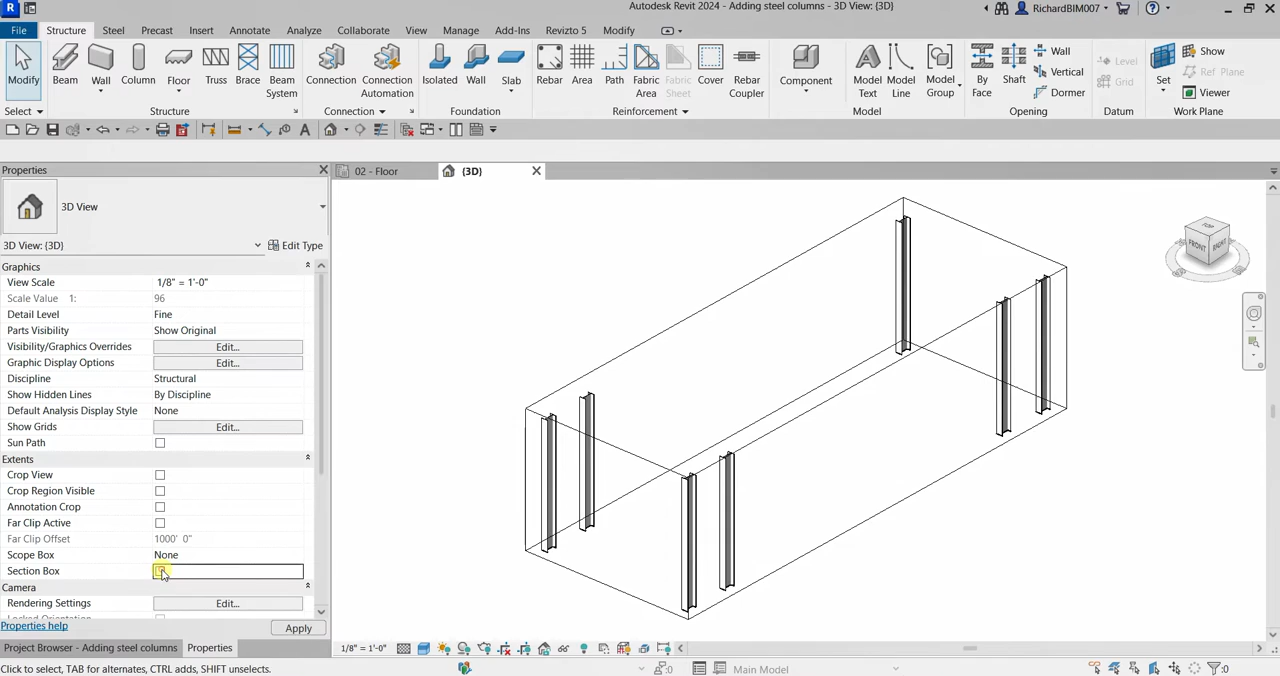 Autodesk Revit 2024 - Adding steel columns - 3D View: {3D}
RichardBIM007
File Structure Steel Precast Insert Annotate Analyze Collaborate View Manage Add-Ins Revizto 5 Modify
Modify Beam Wall Column Floor Truss Brace Beam System Connection Connection Automation Isolated Wall Slab Rebar Area Path Fabric Area Fabric Sheet Cover Rebar Coupler Component Model Text Model Line Model Group By Face Shaft Wall Vertical Dormer Level Grid Set Show Ref Plane Viewer
Select Structure Connection Foundation Reinforcement Model Opening Datum Work Plane
Properties
02 - Floor
(3D)
3D View
3D View: {3D}
Edit Type
Graphics
View Scale 1/8" = 1'-0"
Scale Value 1: 96
Detail Level Fine
Parts Visibility Show Original
Visibility/Graphics Overrides Edit...
Graphic Display Options Edit...
Discipline Structural
Show Hidden Lines By Discipline
Default Analysis Display Style None
Show Grids Edit...
Sun Path
Extents
Crop View
Crop Region Visible
Annotation Crop
Far Clip Active
Far Clip Offset 1000' 0"
Scope Box None
Section Box
Camera
Rendering Settings Edit...
Locked Orientation
Properties help
Apply
Project Browser - Adding steel columns Properties
1/8" = 1'-0"
Click to select, TAB for alternates, CTRL adds, SHIFT unselects.
:0
Main Model
:0
TOP
FRONT
RIGHT